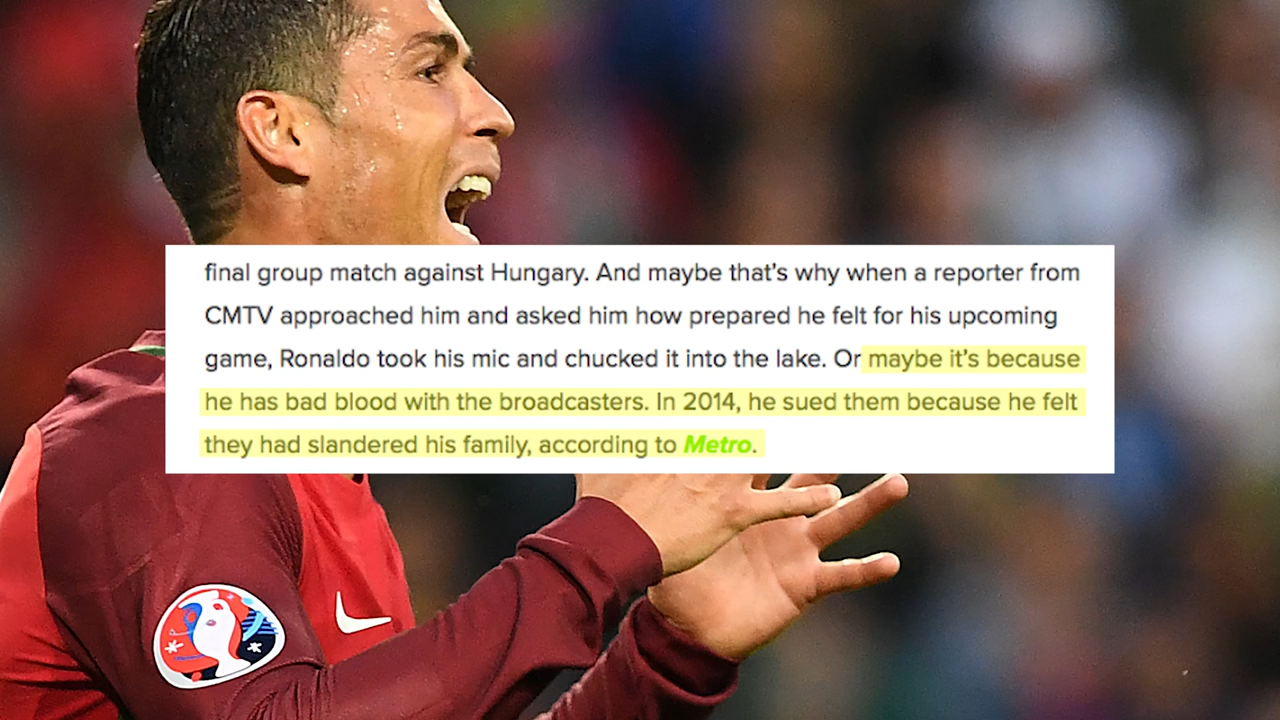 final group match against Hungary. And maybe that's why when a reporter from
CMTV approached him and asked him how prepared he felt for his upcoming
game, Ronaldo took his mic and chucked it into the lake. Or maybe it's because
he has bad blood with the broadcasters. In 2014, he sued them because he felt
they had slandered his family, according to Metro.